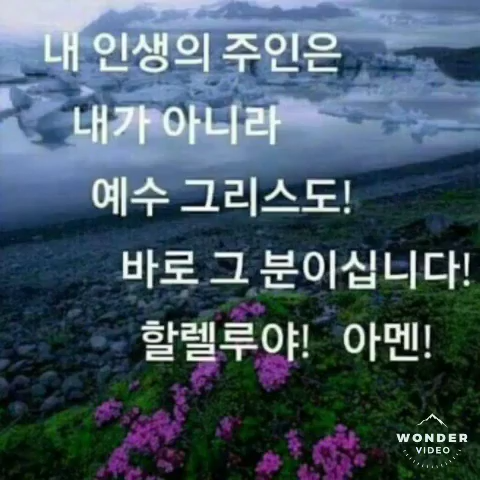 내 인생의 주인은
내가 아니라
예수 그리스도!
바로 그 분이십니다!
할렐루야! 아멘!
WONDER
VIDEO